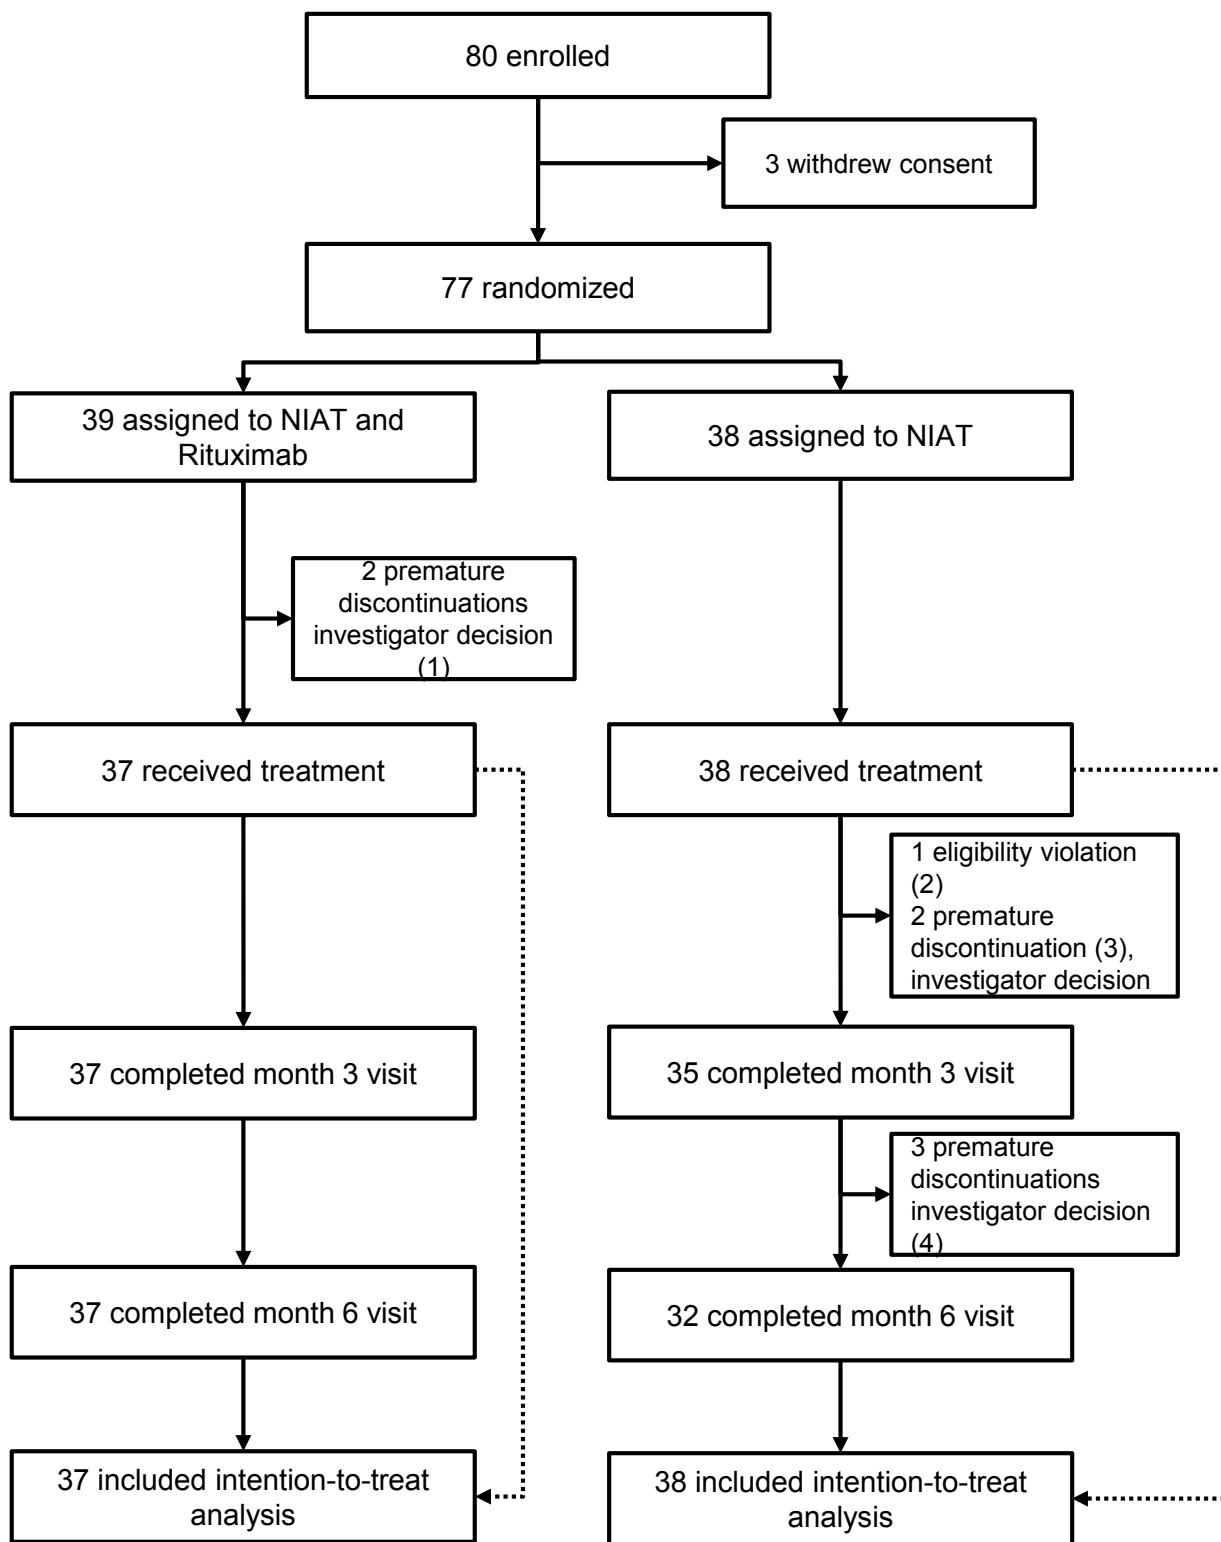 80 enrolled
3 withdrew consent
77 randomized
39 assigned to NIAT and
Rituximab
38 assigned to NIAT
2 premature
discontinuations
investigator decision
(1)
37 received treatment
38 received treatment
1 eligibility violation
(2)
2 premature
discontinuation (3),
investigator decision
37 completed month 3 visit
35 completed month 3 visit
3 premature
discontinuations
investigator decision
(4)
37 completed month 6 visit
32 completed month 6 visit
37 included intention-to-treat
analysis
38 included intention-to-treat
analysis